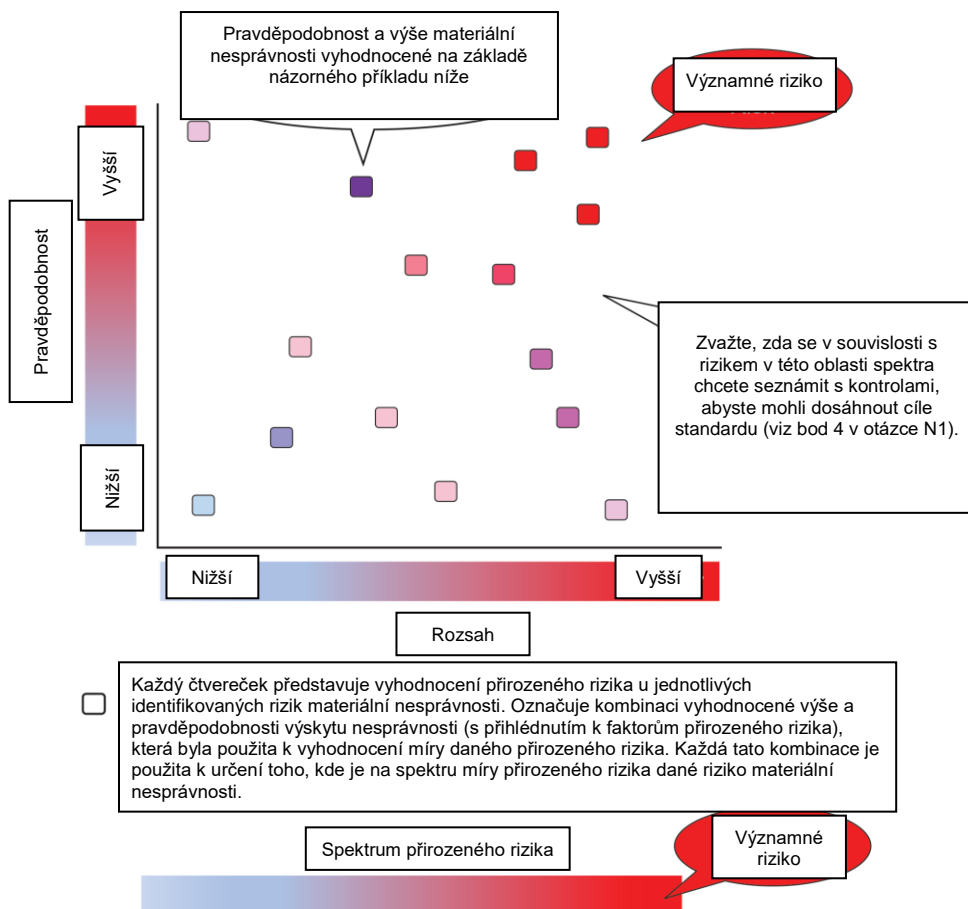 Pravděpodobnost a výše materiální
nesprávnosti vyhodnocené na základě
názorného příkladu níže
Významné riziko
Vyšší
Pravděpodobnost
Nižší
Zvažte, zda se v souvislosti s
rizikem v této oblasti spektra
chcete seznámit s kontrolami,
abyste mohli dosáhnout cíle
standardu (viz bod 4 v otázce N1).
Nižší
Vyšší
Rozsah
Každý čtvereček představuje vyhodnocení přirozeného rizika u jednotlivých
identifikovaných rizik materiální nesprávnosti. Označuje kombinaci vyhodnocené výše a
pravděpodobnosti výskytu nesprávnosti (s přihlédnutím k faktorům přirozeného rizika),
která byla použita k vyhodnocení míry daného přirozeného rizika. Každá tato kombinace je
použita k určení toho, kde je na spektru míry přirozeného rizika dané riziko materiální
nesprávnosti.
Spektrum přirozeného rizika
Významné
riziko